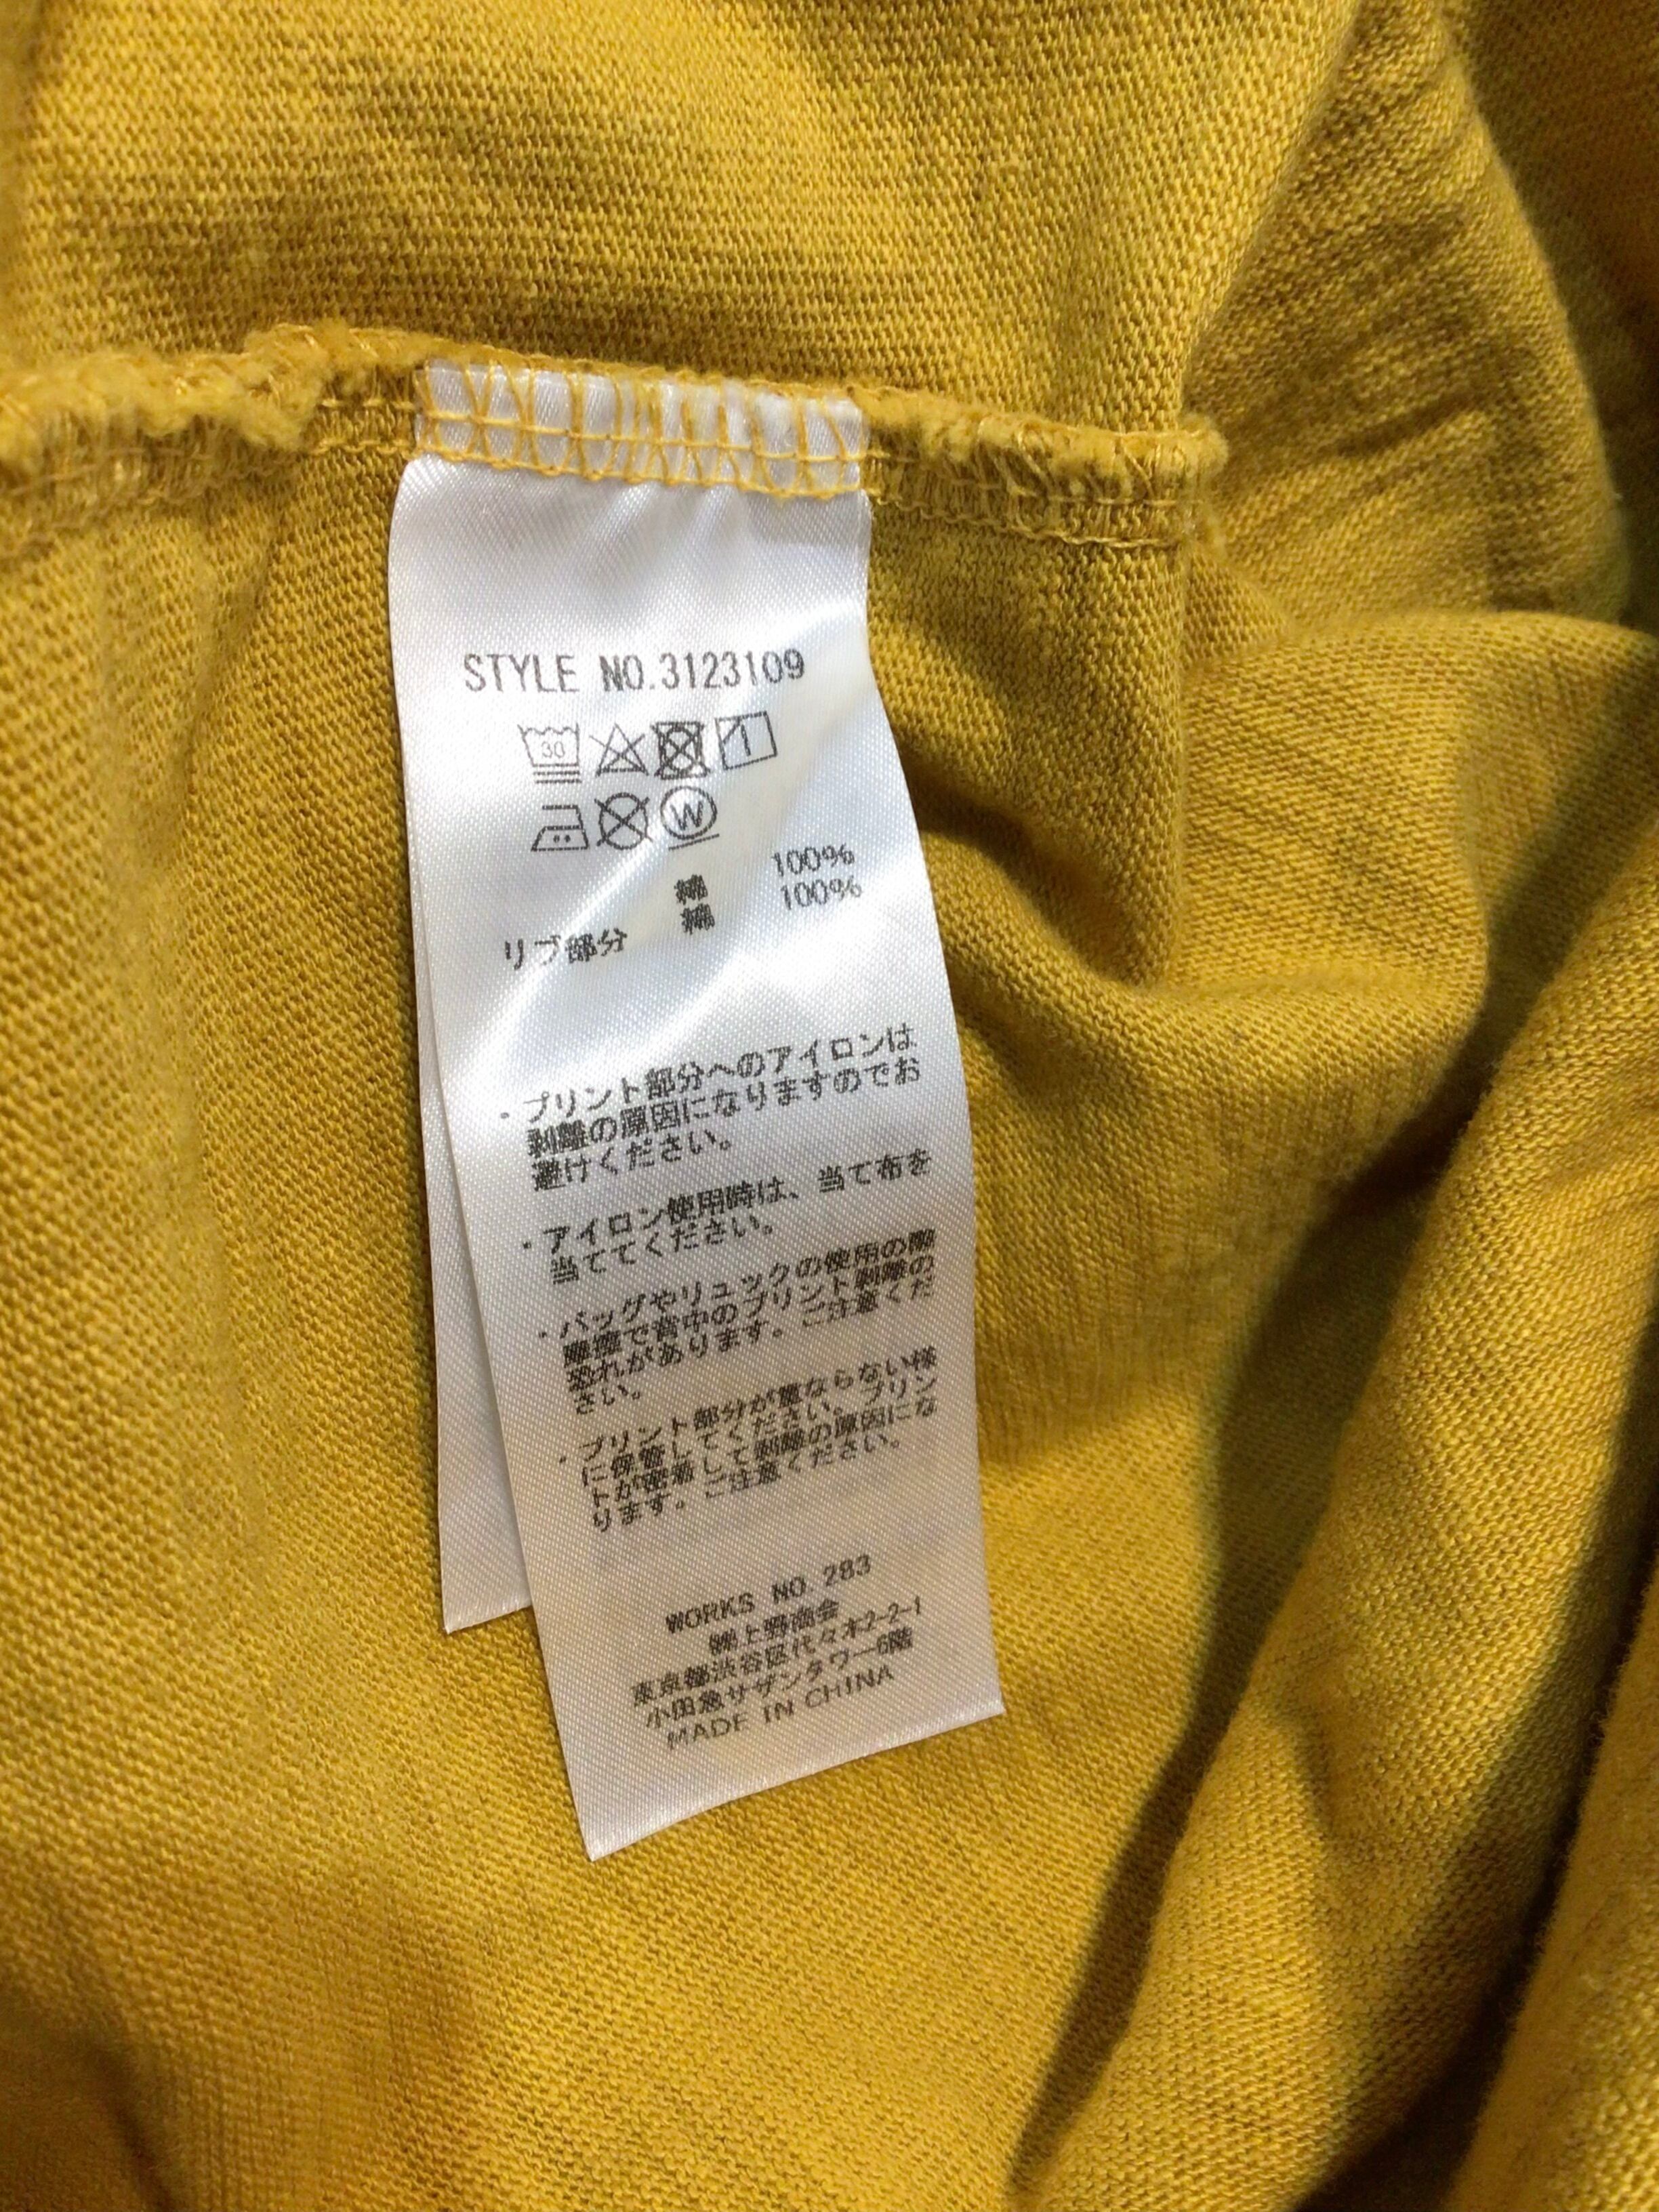 STYLE NO.3123109
30
W
綿 100%
リブ部分 綿 100%
・プリント部分へのアイロンは
剥離の原因になりますのでお
避けください。
・アイロン使用時は、当て布を
当ててください。
・バッグやリュックの使用の際
摩擦で背中のプリント剥離の
恐れがあります。ご注意くだ
さい。
・プリント部分が重ならない様
に保管してください。プリン
トが密着して剥離の原因にな
ります。ご注意ください。
WORKS NO. 283
㈱上野商会
東京都渋谷区代々木2-2-1
小田急サザンタワー6階
MADE IN CHINA